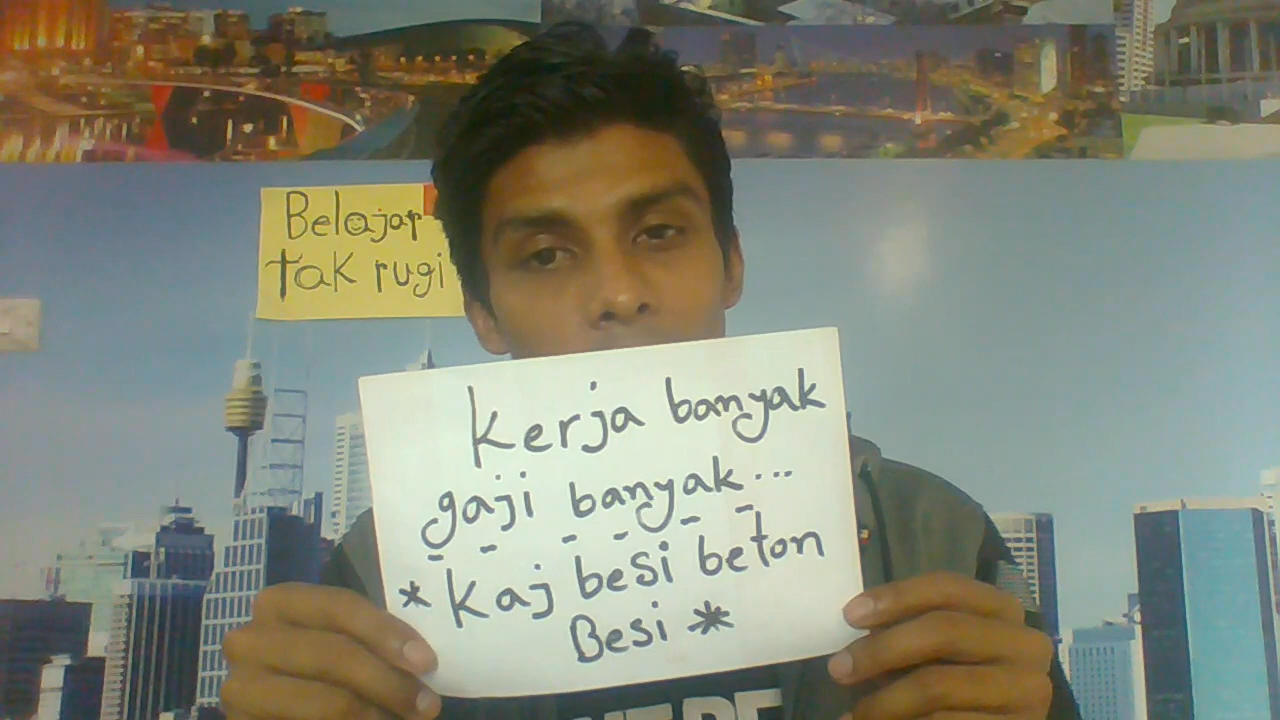 Belajar
tak rugi
Kerja banyak
gaji banyak...
* Kaj besi beton
Besi *